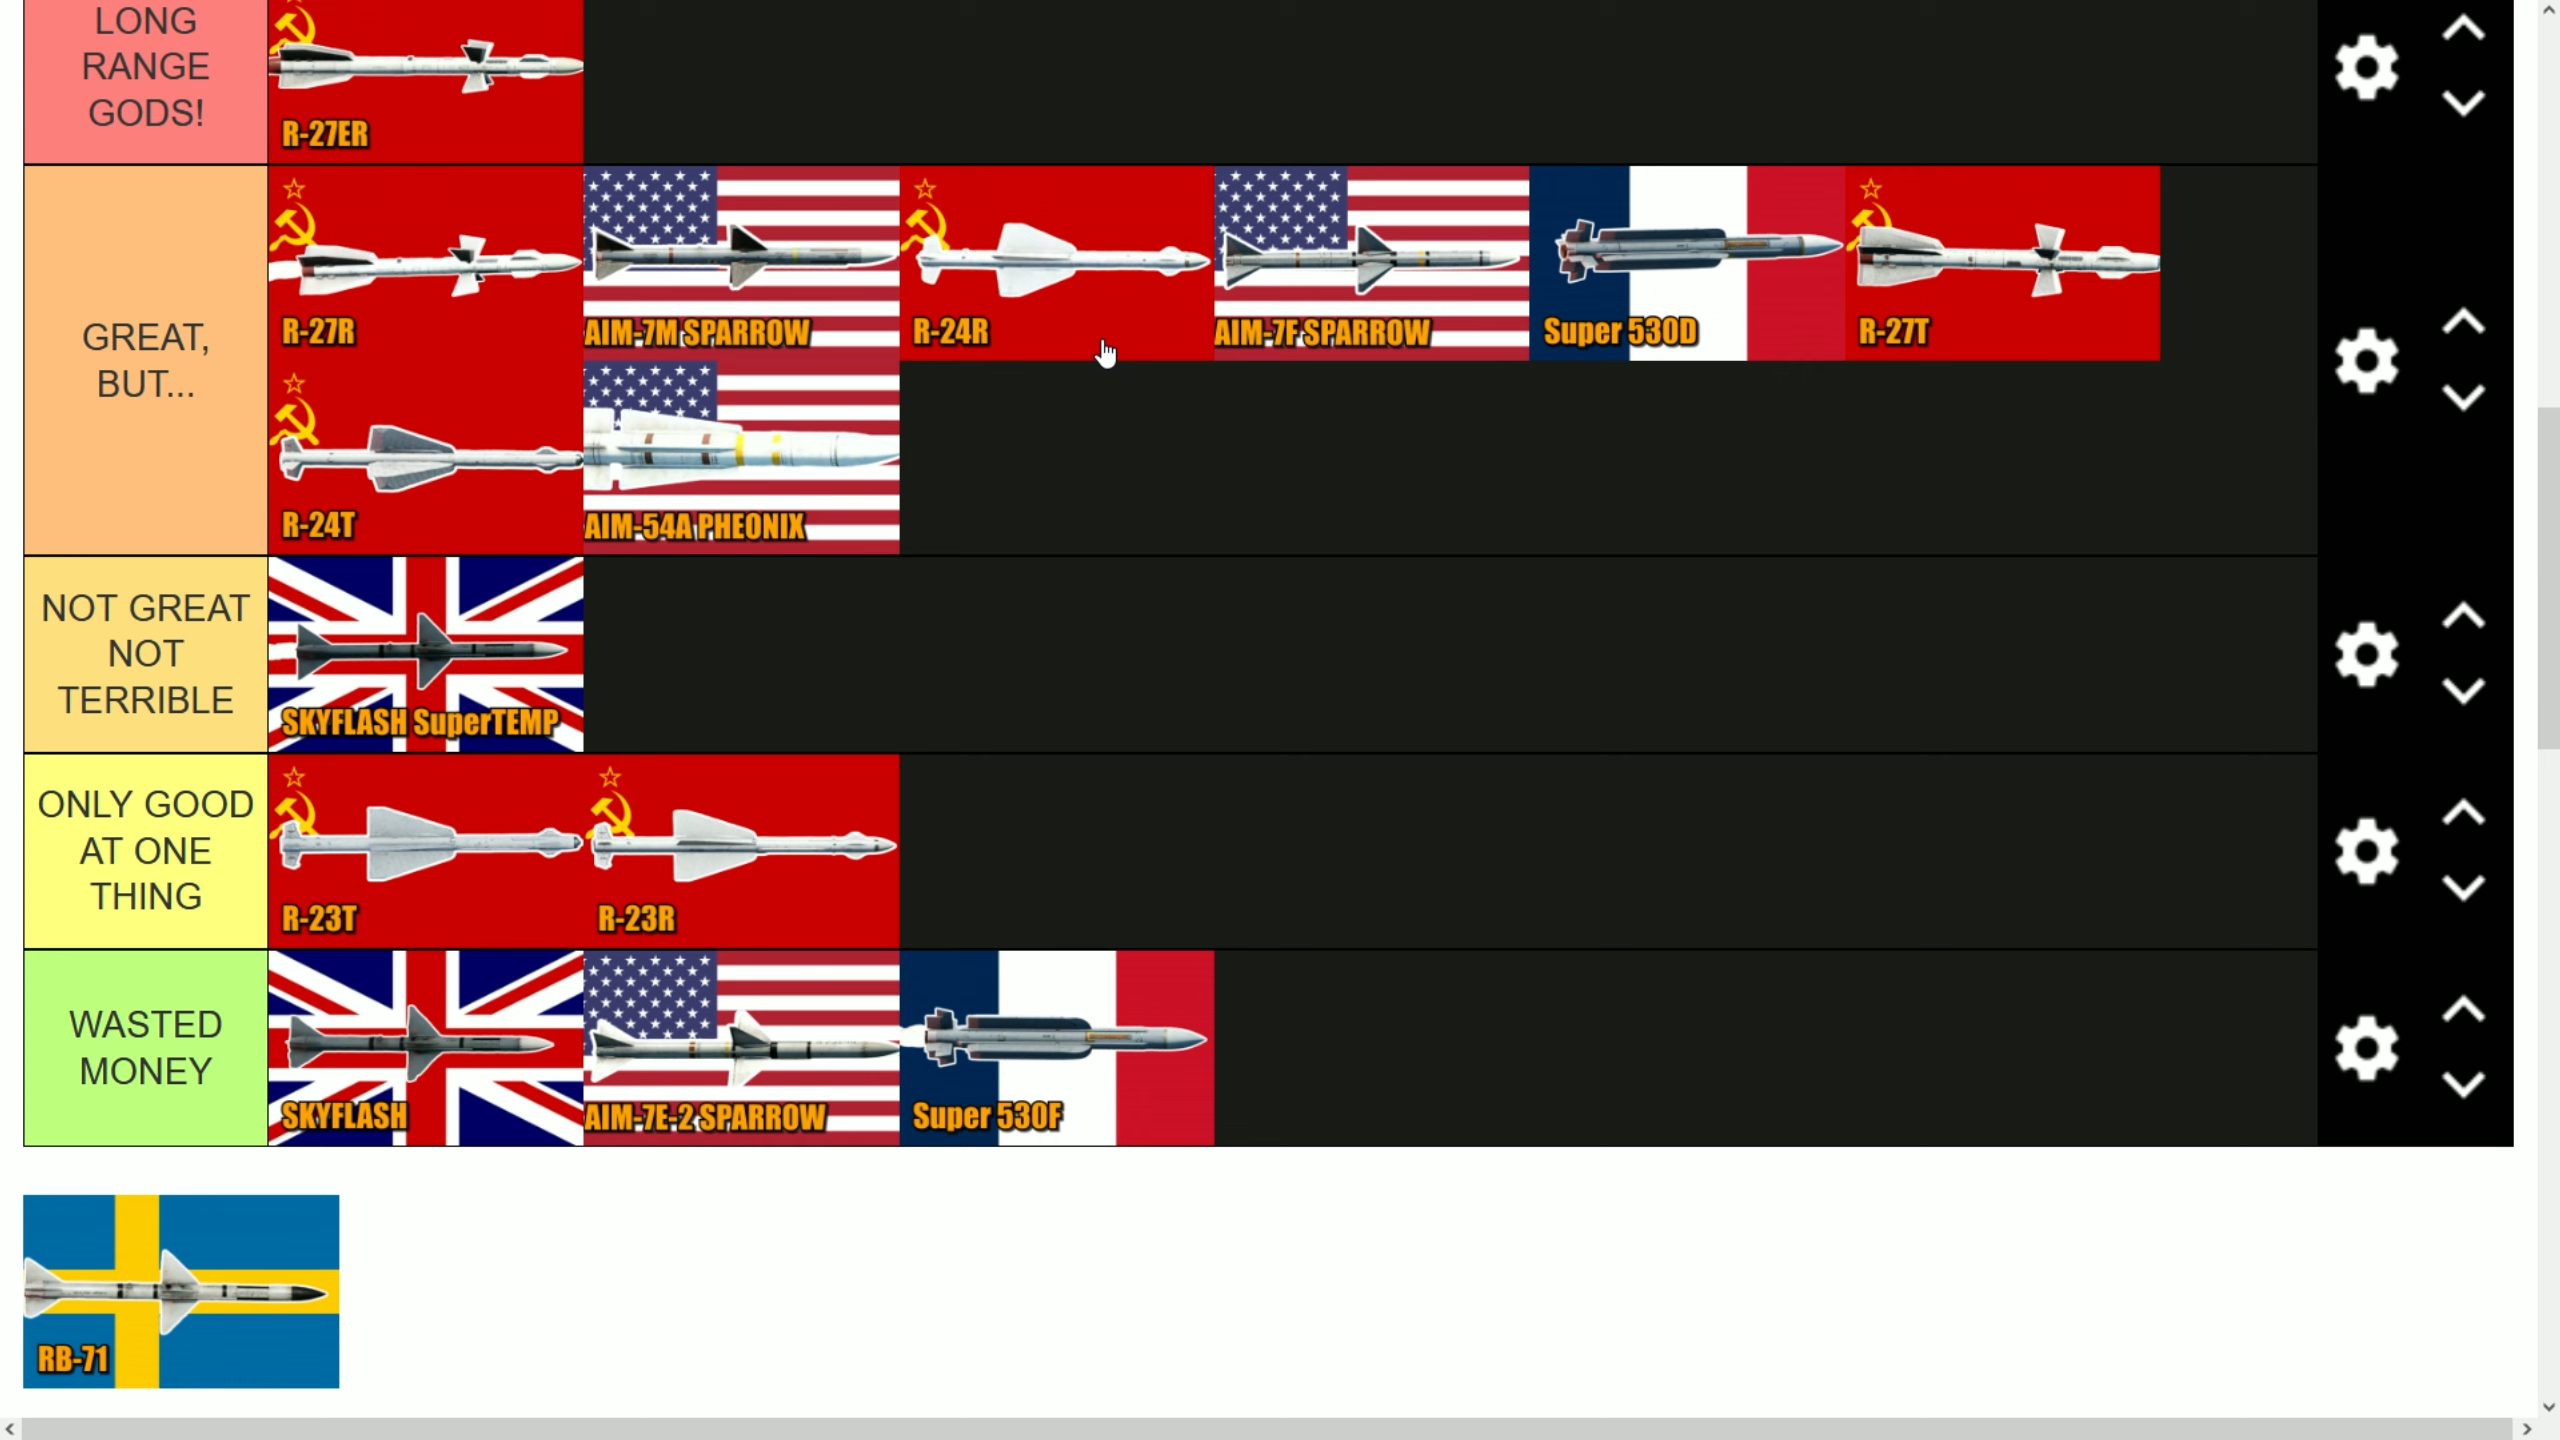 LONG
RANGE
GODS!
R-27ER
GREAT,
BUT...
R-27R
AIM-7M SPARROW
R-24R
AIM-7F SPARROW
Super 530D
R-27T
R-24T
AIM-54A PHEONIX
NOT GREAT
NOT
TERRIBLE
SKYFLASH SuperTEMP
ONLY GOOD
AT ONE
THING
R-23T
R-23R
WASTED
MONEY
SKYFLASH
AIM-7E-2 SPARROW
Super 530F
RB-71